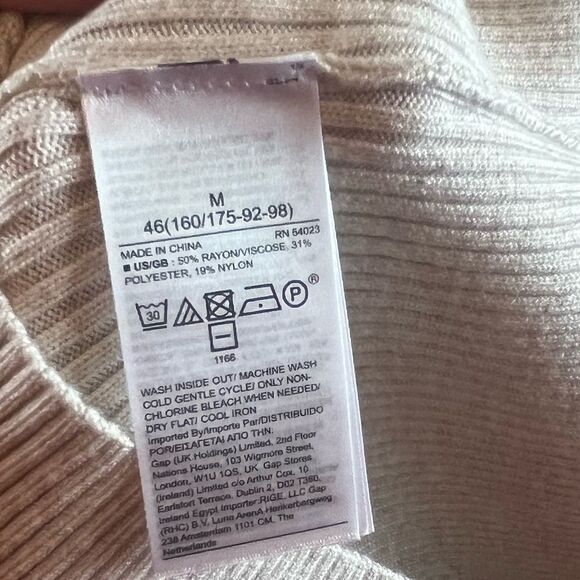 M
46(160/175-92-98)
MADE IN CHINA RN 54023
■ US/GB : 50% RAYON/VISCOSE, 31%
POLYESTER, 19% NYLON
30 P ®
1166
WASH INSIDE OUT/ MACHINE WASH
COLD GENTLE CYCLE/ ONLY NON-
CHLORINE BLEACH WHEN NEEDED/
DRY FLAT/ COOL IRON
Imported By/Importe Par/DISTRIBUIDO
POR/ΕΙΣΑΓΕΤΑΙ ΑΠΟ ΤΗΝ:
Gap (UK Holdings) Limited, 2nd Floor
Nations House, 103 Wigmore Street,
London, W1U 1QS, UK. Gap Stores
(Ireland) Limited c/o Arthur Cox, 10
Earlsfort Terrace, Dublin 2, D02 T380,
Ireland Egypt Importer:RIGE, LLC Gap
(RHC) B.V. Luna ArenA Herikerbergweg
238 Amsterdam 1101 CM, The
Netherlands